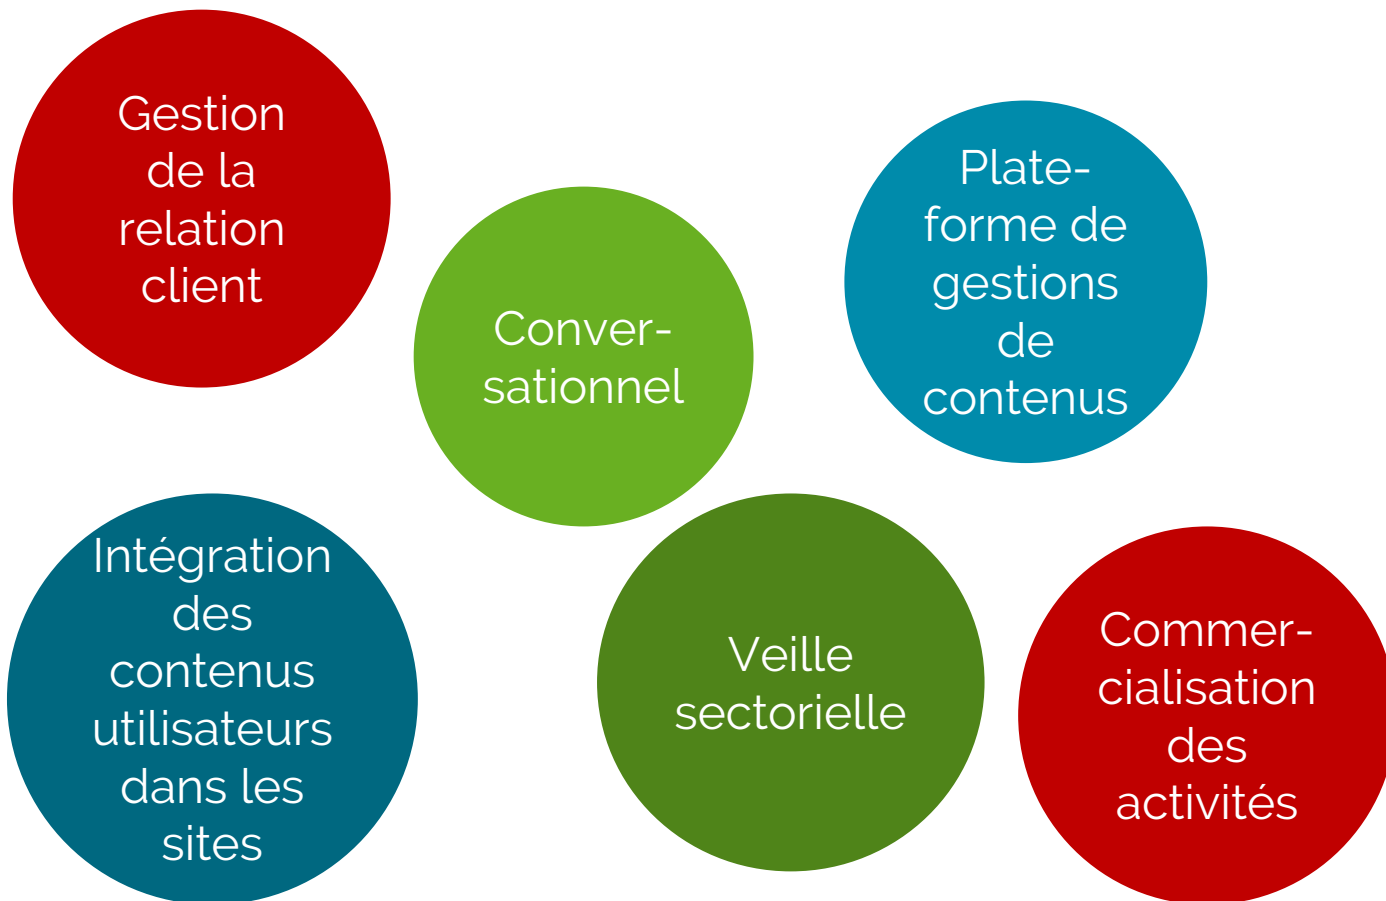 Gestion
de la
relation
client
Conver-
sationnel
Plate-
forme de
gestions
de
contenus
Intégration
des
contenus
utilisateurs
dans les
sites
Veille
sectorielle
Commer-
cialisation
des
activités